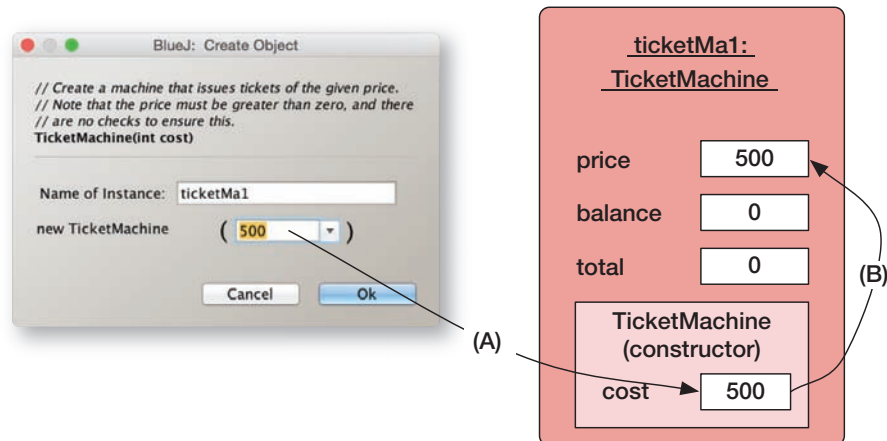 BlueJ: Create Object
// Create a machine that issues tickets of the given price.
// Note that the price must be greater than zero, and there
// are no checks to ensure this.
TicketMachine(int cost)
Name of Instance: ticketMa1
new TicketMachine ( 500 )
Cancel Ok
(A)
ticketMa1:
TicketMachine
price 500
balance 0
total 0
(B)
TicketMachine
(constructor)
cost 500